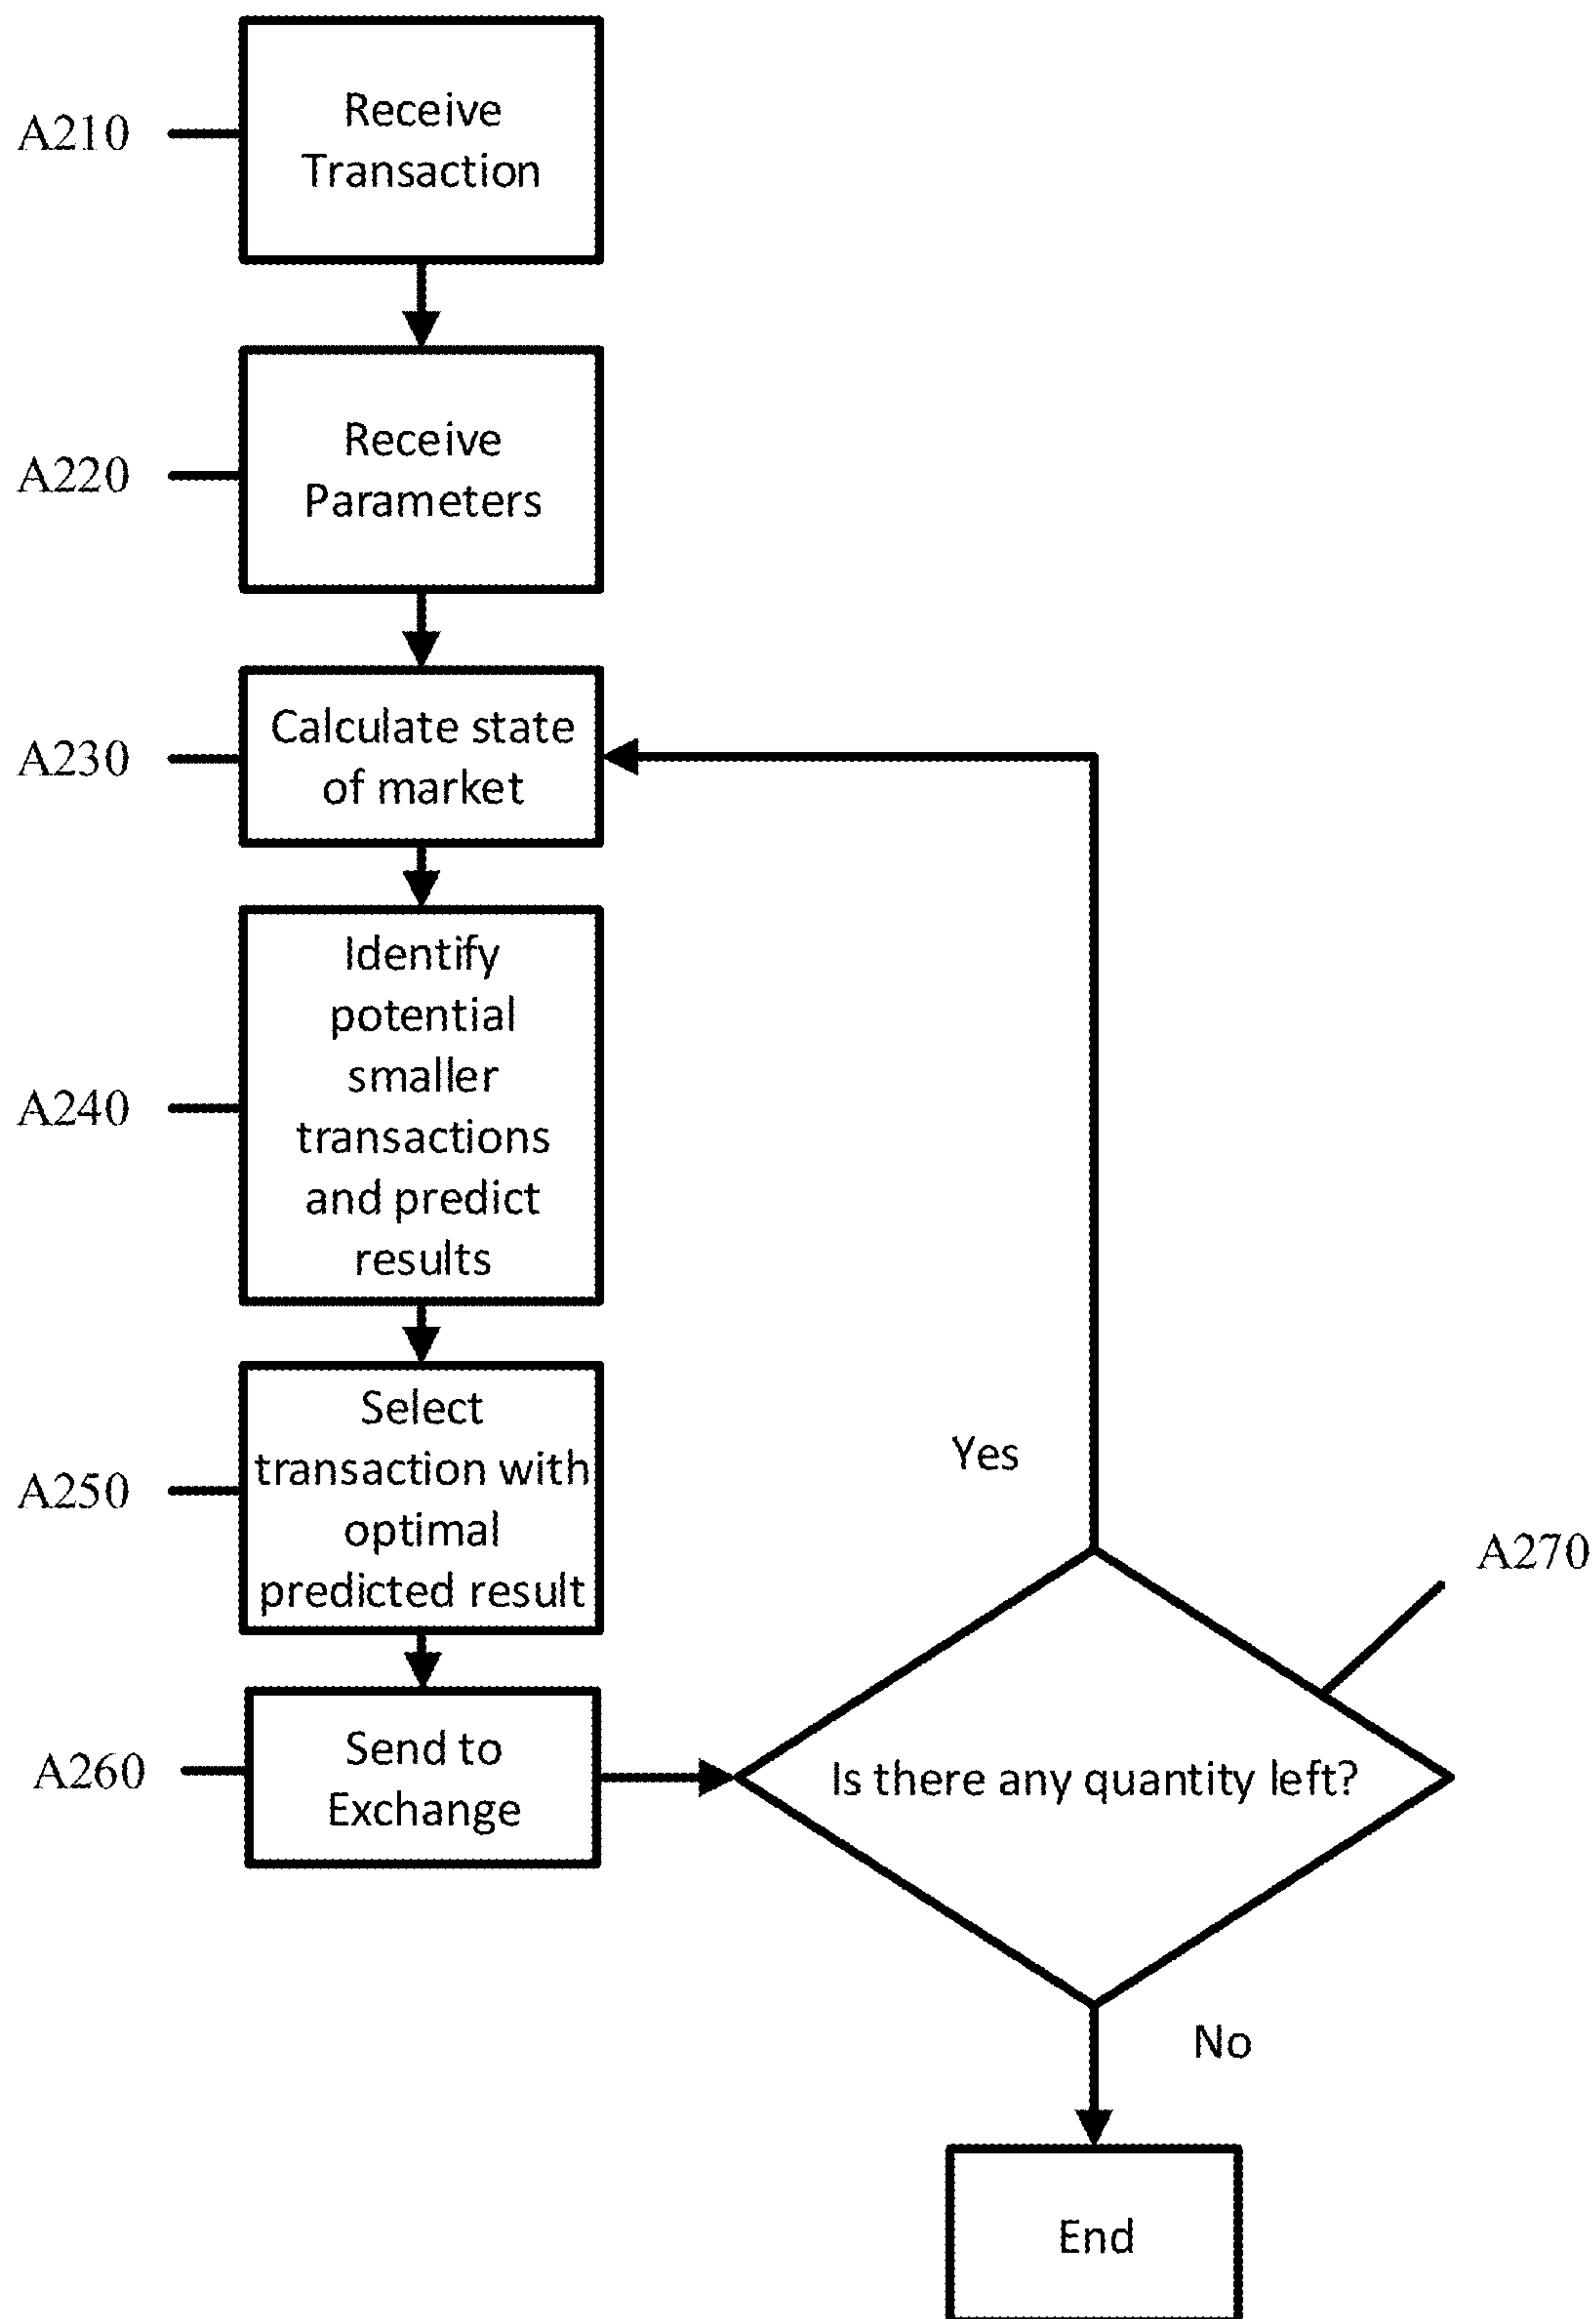 A210
Receive
Transaction
A220
Receive
Parameters
A230
Calculate state
of market
A240
Identify
potential
smaller
transactions
and predict
results
A250
Select
transaction with
optimal
predicted result
A260
Send to
Exchange
Yes
A270
Is there any quantity left?
No
End